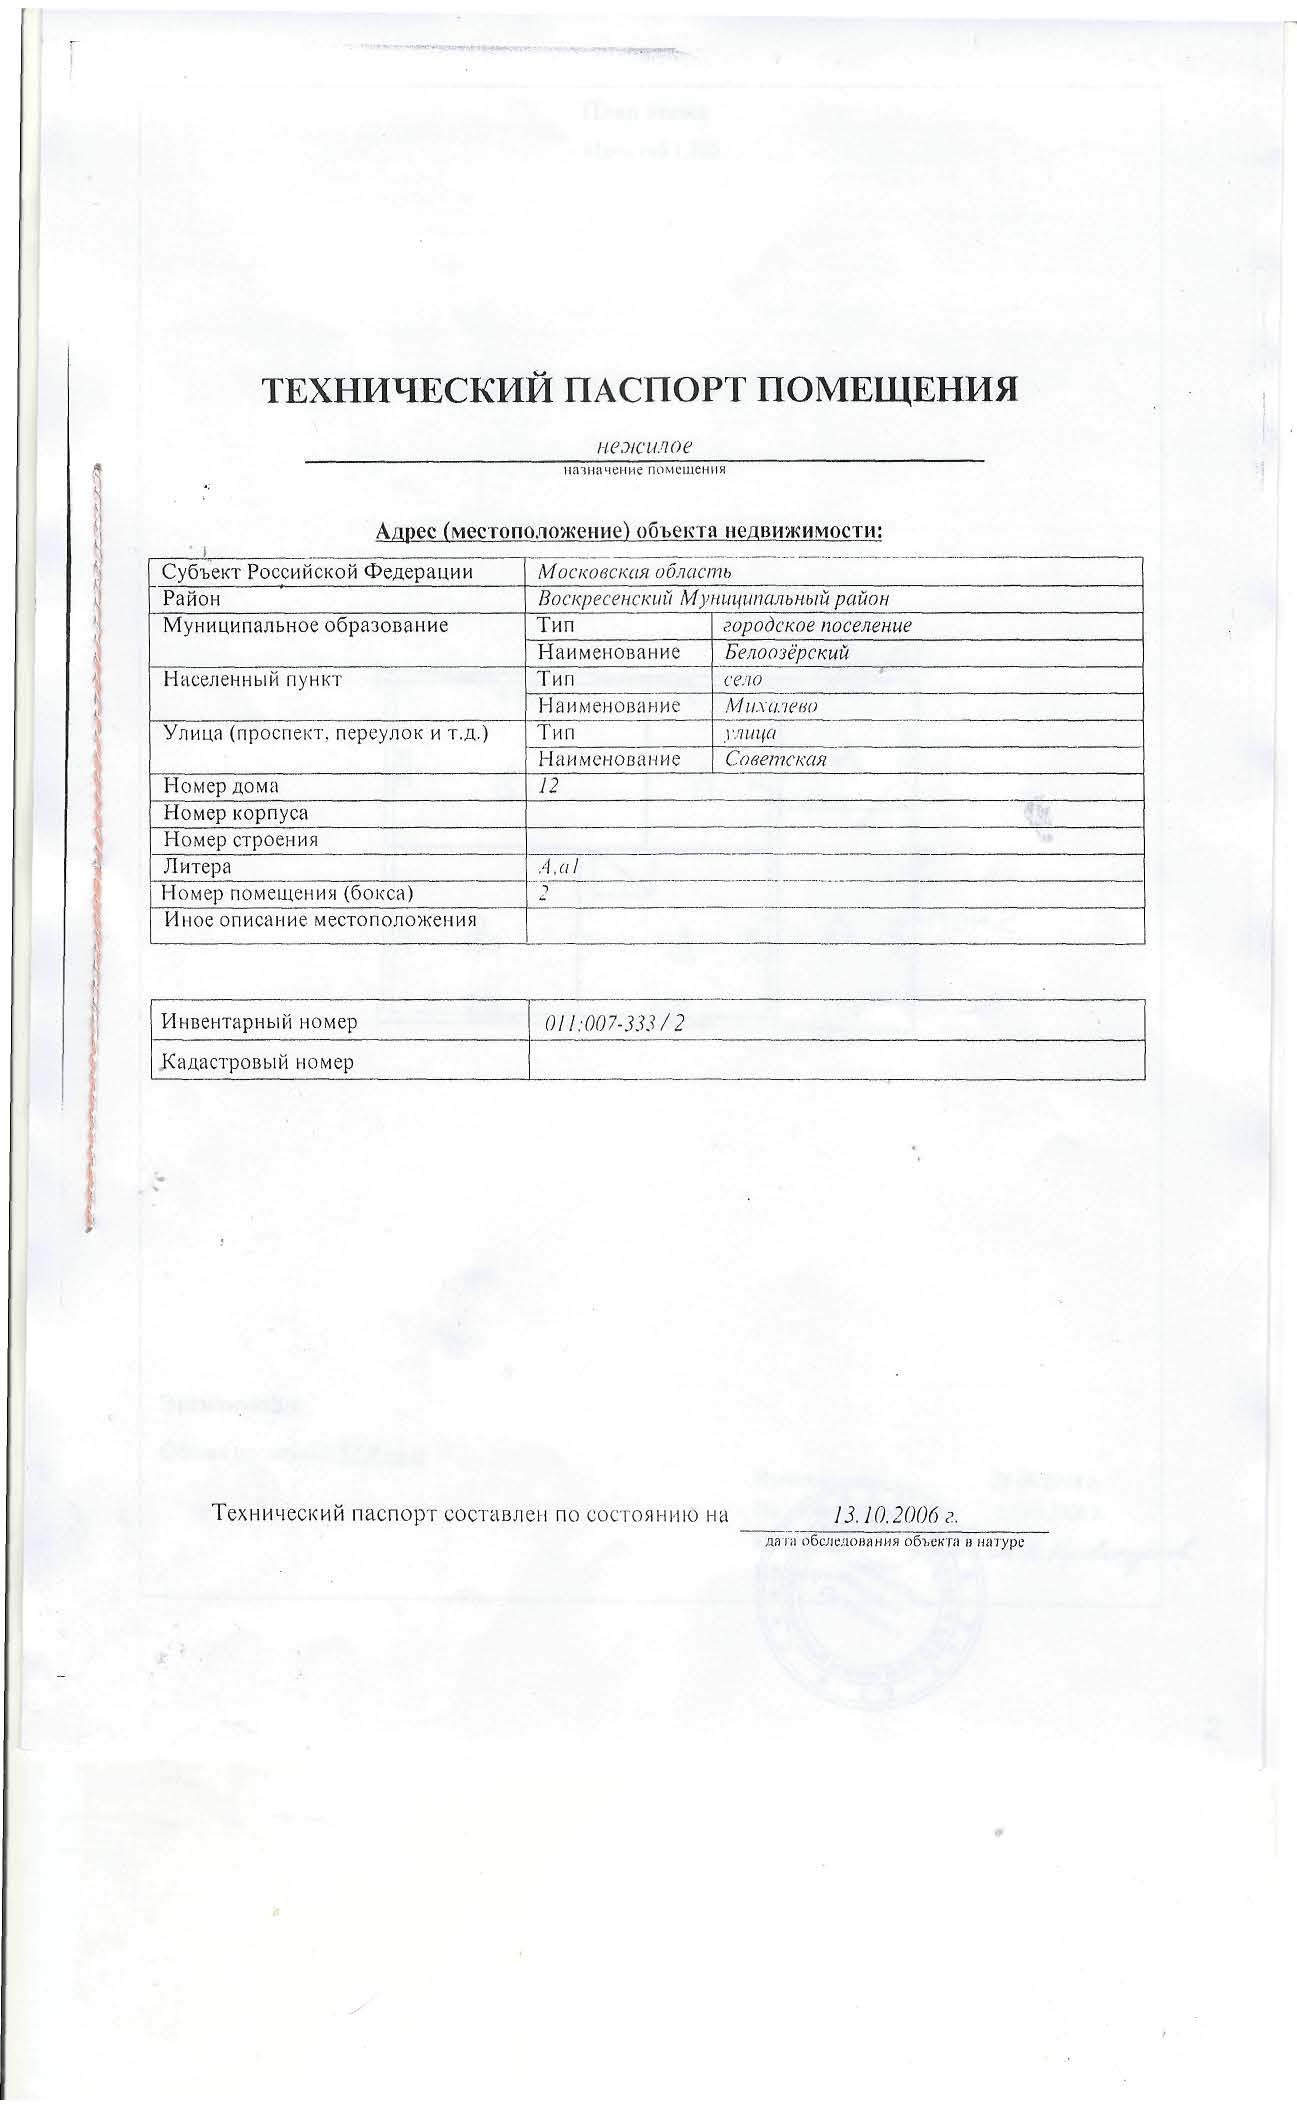 ТЕХНИЧЕСКИЙ ПАСПОРТ ПОМЕЩЕНИЯ
нежилое
назначение помещения
Адрес (местоположение) объекта недвижимости:
Субъект Российской Федерации Московская область
Район Воскресенский Муниципальный район
Муниципальное образование Тип городское поселение
Наименование Белоозёрский
Населенный пункт Тип село
Наименование Михалево
Улица (проспект, переулок и т.д.) Тип улица
Наименование Советская
Номер дома 12
Номер корпуса
Номер строения
Литера А,а1
Номер помещения (бокса) 2
Иное описание местоположения
Инвентарный номер 011:007-333 / 2
Кадастровый номер
Технический паспорт составлен по состоянию на 13.10.2006 г.
дата обследования объекта в натуре